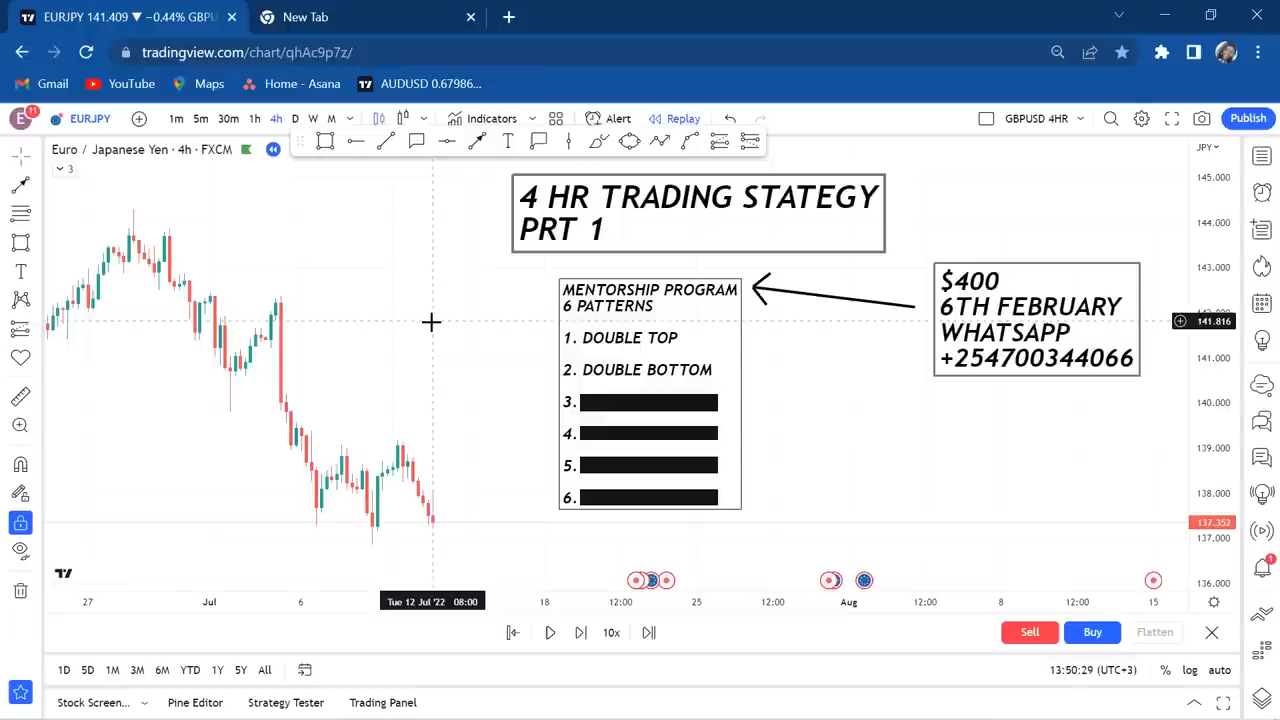 EURJPY 141.409 ▼ −0.44% GBPU
New Tab
tradingview.com/chart/qhAc9p7z/
Gmail
YouTube
Maps
Home - Asana
AUDUSD 0.67986...
E
11
EURJPY
1m 5m 30m 1h 4h D W M
Indicators
Alert
Replay
GBPUSD 4HR
Publish
Euro / Japanese Yen · 4h · FXCM
3
JPY
4 HR TRADING STATEGY
PRT 1
MENTORSHIP PROGRAM
6 PATTERNS
1. DOUBLE TOP
2. DOUBLE BOTTOM
3.
4.
5.
6.
$400
6TH FEBRUARY
WHATSAPP
+254700344066
145.000
144.000
143.000
141.816
141.000
140.000
139.000
138.000
137.352
137.000
136.000
1
27
Jul
6
Tue 12 Jul '22 08:00
18
12:00
25
12:00
Aug
12:00
8
12:00
15
10x
Sell
Buy
Flatten
1D 5D 1M 3M 6M YTD 1Y 5Y All
13:50:29 (UTC+3)
% log auto
Stock Screen...
Pine Editor
Strategy Tester
Trading Panel